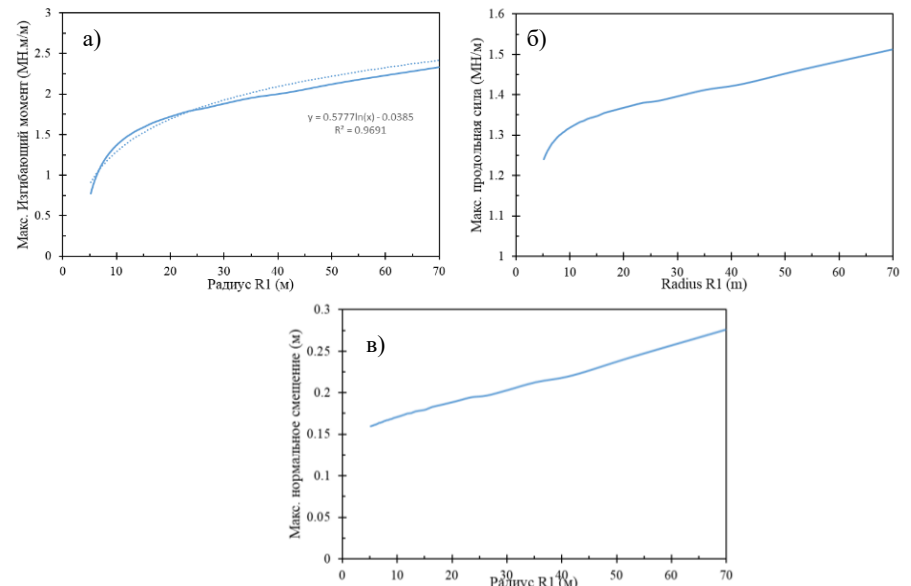 а)
Макс. Изгибающий момент (МН.м/м)
3
2.5
2
1.5
1
0.5
0
y = 0.5777ln(x) - 0.0385
R² = 0.9691
0 10 20 30 40 50 60 70
Радиус R1 (м)
б)
Макс. продольная сила (МН/м)
1.6
1.5
1.4
1.3
1.2
1.1
1
0 10 20 30 40 50 60 70
Radius R1 (m)
в)
Макс. нормальное смещение (м)
0.3
0.25
0.2
0.15
0.1
0.05
0
0 10 20 30 40 50 60 70
Радиус R1 (м)